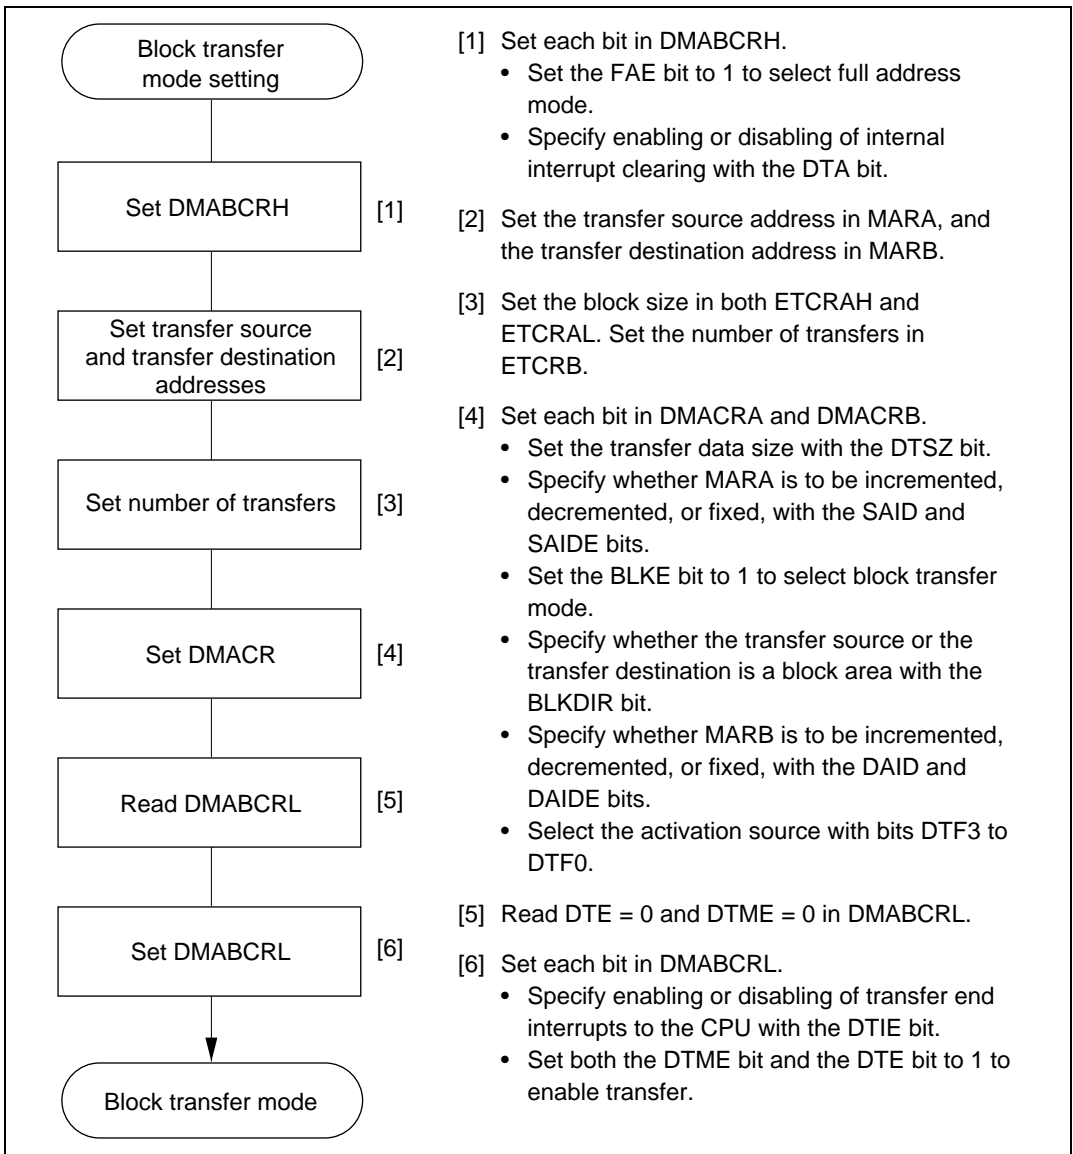 Block transfer
mode setting
Set DMABCRH
[1]
Set transfer source
and transfer destination
addresses
[2]
Set number of transfers
[3]
Set DMACR
[4]
Read DMABCRL
[5]
Set DMABCRL
[6]
Block transfer mode
[1] Set each bit in DMABCRH.
• Set the FAE bit to 1 to select full address
mode.
• Specify enabling or disabling of internal
interrupt clearing with the DTA bit.
[2] Set the transfer source address in MARA, and
the transfer destination address in MARB.
[3] Set the block size in both ETCRAH and
ETCRAL. Set the number of transfers in
ETCRB.
[4] Set each bit in DMACRA and DMACRB.
• Set the transfer data size with the DTSZ bit.
• Specify whether MARA is to be incremented,
decremented, or fixed, with the SAID and
SAIDE bits.
• Set the BLKE bit to 1 to select block transfer
mode.
• Specify whether the transfer source or the
transfer destination is a block area with the
BLKDIR bit.
• Specify whether MARB is to be incremented,
decremented, or fixed, with the DAID and
DAIDE bits.
• Select the activation source with bits DTF3 to
DTF0.
[5] Read DTE = 0 and DTME = 0 in DMABCRL.
[6] Set each bit in DMABCRL.
• Specify enabling or disabling of transfer end
interrupts to the CPU with the DTIE bit.
• Set both the DTME bit and the DTE bit to 1 to
enable transfer.